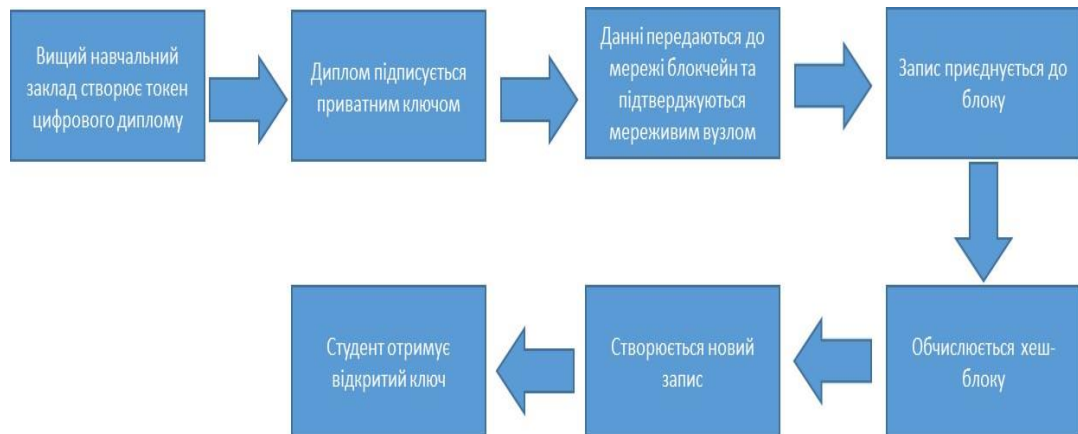 Вищий навчальний
заклад створює токен
цифрового диплому
Диплом підписується
приватним ключом
Данні передаються до
мережі блокчейн та
підтверджуються
мереживим вузлом
Запис приєднується до
блоку
Обчислюється хеш-
блоку
Створюється новий
запис
Студент отримує
відкритий ключ